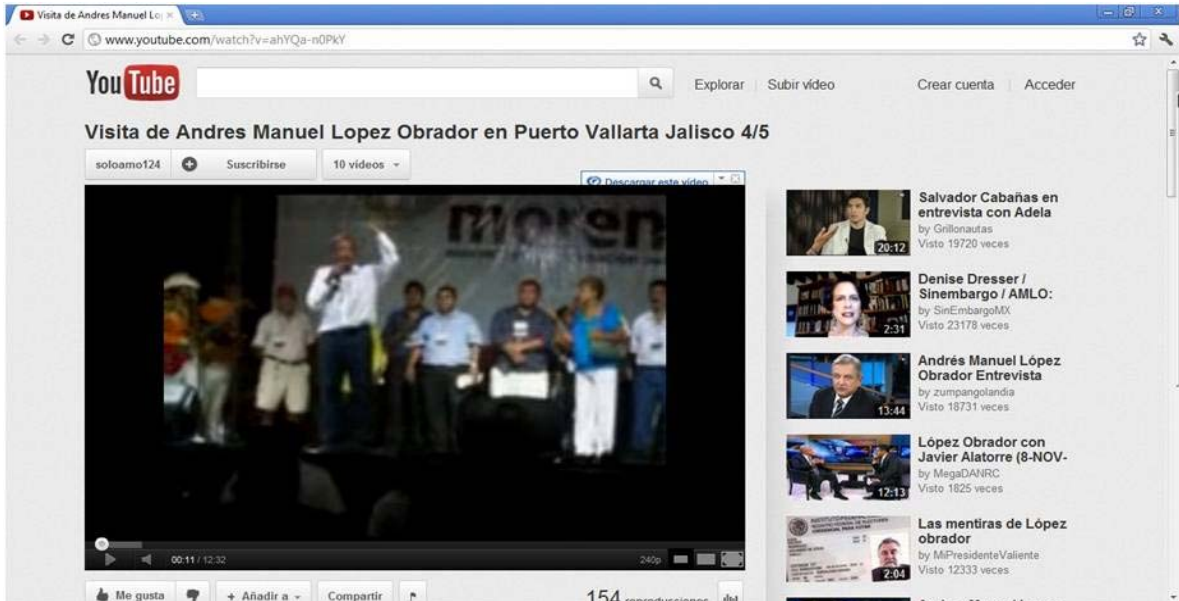 Visita de Andres Manuel Lo
www.youtube.com/watch?v=ahYQa-n0PkY
YouTube
Explorar
Subir vídeo
Crear cuenta
Acceder
Visita de Andres Manuel Lopez Obrador en Puerto Vallarta Jalisco 4/5
soloamo124
Suscribirse
10 vídeos
Descargar este vídeo
moren
00:11 / 12:32
240p
Me gusta
+ Añadir a
Compartir
154 reproducciones
20:12
Salvador Cabañas en
entrevista con Adela
by Grillonautas
Visto 19720 veces
2:31
Denise Dresser /
Sinembargo / AMLO:
by SinEmbargoMX
Visto 23178 veces
13:44
Andrés Manuel López
Obrador Entrevista
by zumpangolandia
Visto 18731 veces
12:13
López Obrador con
Javier Alatorre (8-NOV-
by MegaDANRC
Visto 1825 veces
2:04
Las mentiras de López
obrador
by MiPresidenteValiente
Visto 12333 veces